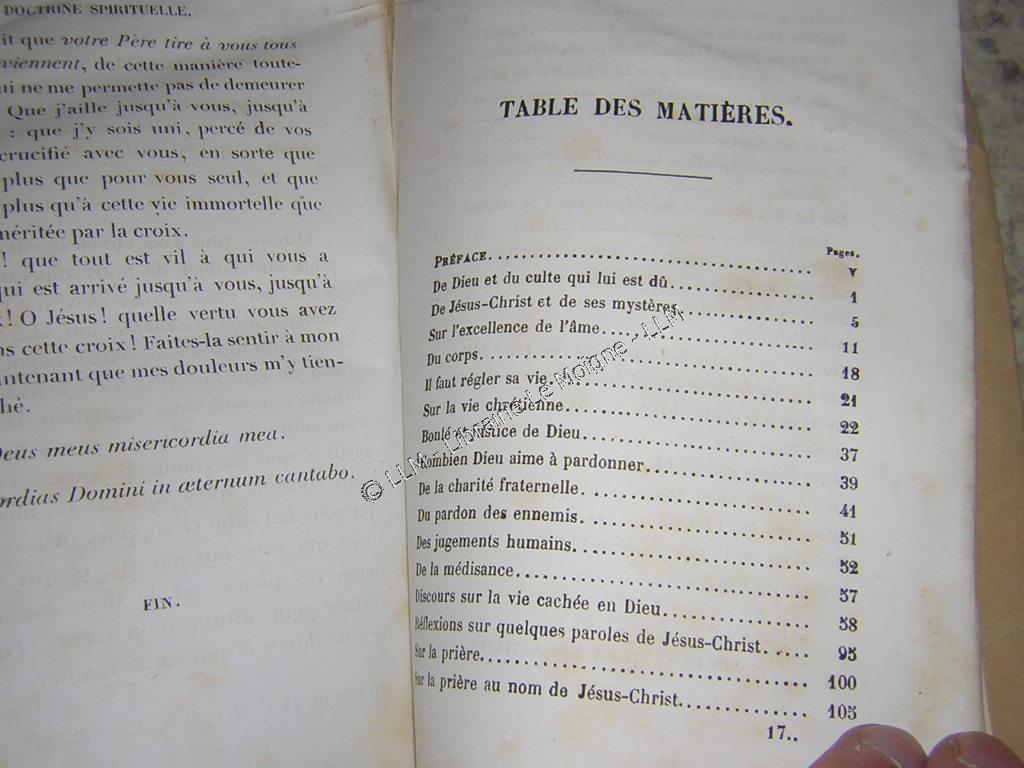 DOCTRINE SPIRITUELLE.
it que votre Père tire à vous tous
viennent, de cette manière toute-
ui ne me permette pas de demeurer
Que j'aille jusqu'à vous, jusqu'à
: que j'y sois uni, percé de vos
crucifié avec vous, en sorte que
plus que pour vous seul, et que
plus qu'à cette vie immortelle que
méritée par la croix.
! que tout est vil à qui vous a
qui est arrivé jusqu'à vous, jusqu'à
! O Jésus! quelle vertu vous avez
ns cette croix! Faites-la sentir à mon
intenant que mes douleurs m'y tien-
ché.
Deus meus misericordia mea.
ordias Domini in æternum cantabo.
FIN.
TABLE DES MATIÈRES.
Pages.
PRÉFACE. V
De Dieu et du culte qui lui est dû. 1
De Jésus-Christ et de ses mystères. 5
Sur l'excellence de l'âme. 11
Du corps. 18
Il faut régler sa vie. 21
Sur la vie chrétienne. 22
Bonté et justice de Dieu. 37
Combien Dieu aime à pardonner. 39
De la charité fraternelle. 41
Du pardon des ennemis. 51
Des jugements humains. 52
De la médisance. 57
Discours sur la vie cachée en Dieu. 58
Réflexions sur quelques paroles de Jésus-Christ. 95
Sur la prière. 100
Sur la prière au nom de Jésus-Christ. 105
17..
© LLM - Librairie Le Moigne - LLM